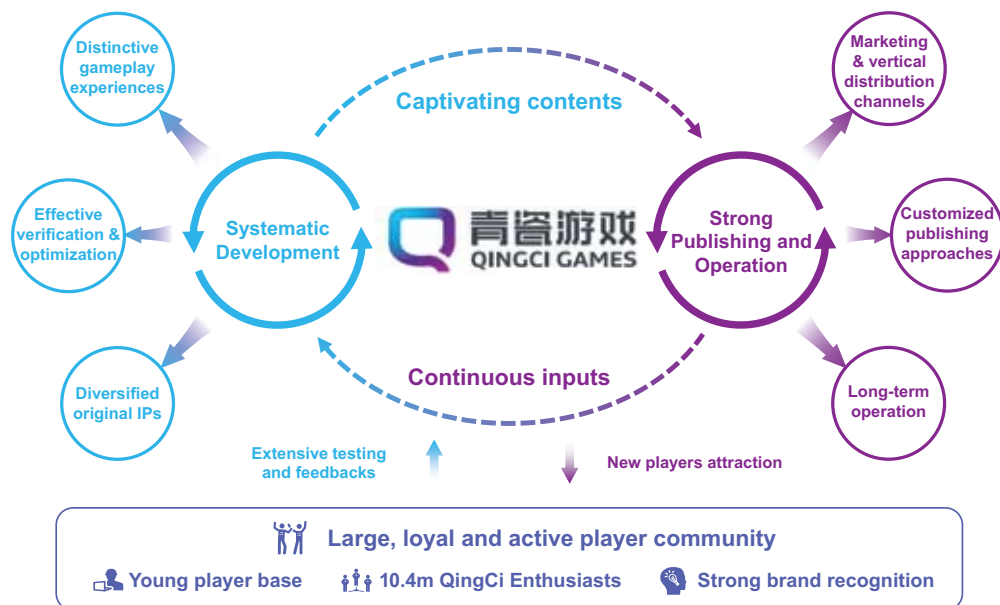 Distinctive
gameplay
experiences
Marketing
& vertical
distribution
channels
Captivating contents
Effective
verification &
optimization
Systematic
Development
青瓷游戏
QINGCI GAMES
Strong
Publishing and
Operation
Customized
publishing
approaches
Diversified
original IPs
Continuous inputs
Long-term
operation
Extensive testing
and feedbacks
New players attraction
Large, loyal and active player community
Young player base
10.4m QingCi Enthusiasts
Strong brand recognition